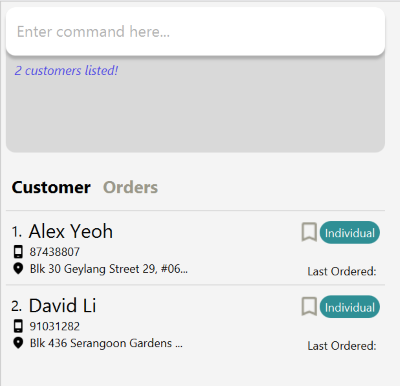 Enter command here...
2 customers listed!
Customer Orders
1. Alex Yeoh Individual
87438807
Blk 30 Geylang Street 29, #06... Last Ordered:
2. David Li Individual
91031282
Blk 436 Serangoon Gardens ... Last Ordered: